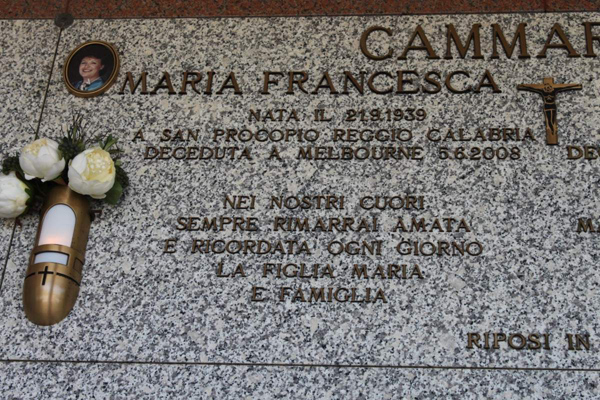 MARIA FRANCESCA
NATA IL 21.9.1939
A SAN PROCOPIO REGGIO CALABRIA
DECEDUTA A MELBOURNE 5.6.2008
NEI NOSTRI CUORI
SEMPRE RIMARRAI AMATA
E RICORDATA OGNI GIORNO
LA FIGLIA MARIA
E FAMIGLIA
RIPOSI IN